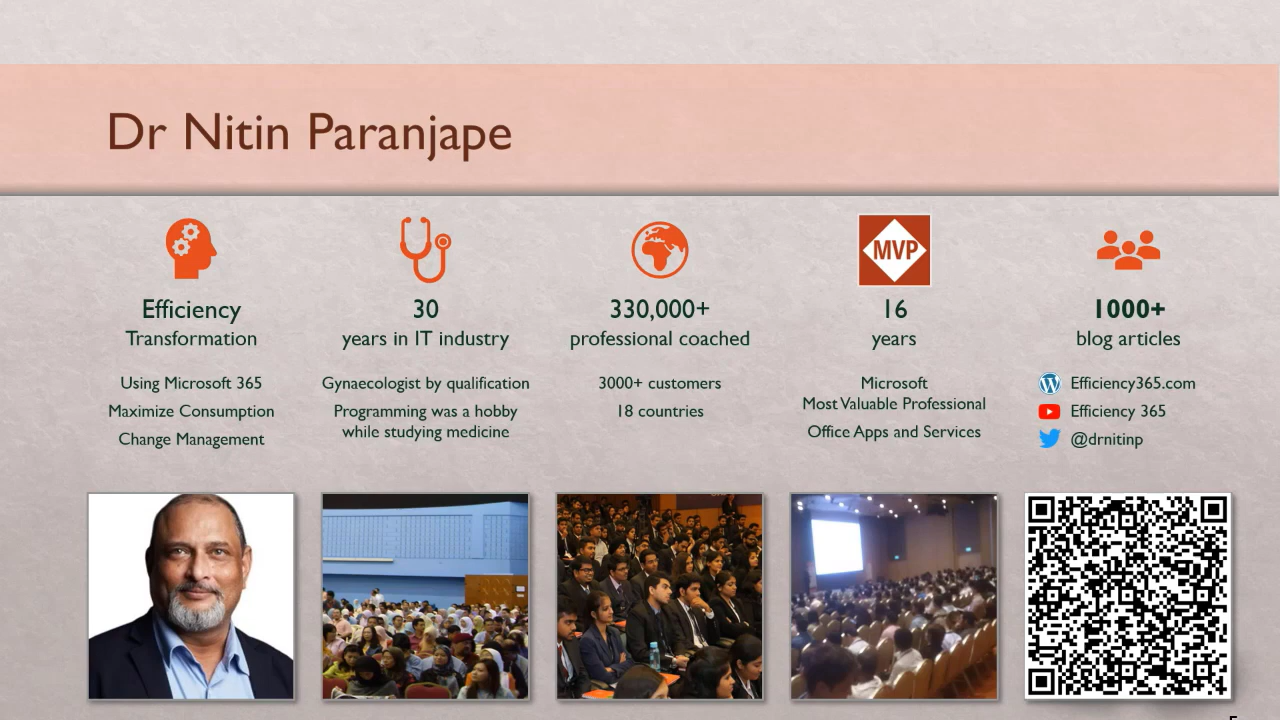 Dr Nitin Paranjape
Efficiency
Transformation
Using Microsoft 365
Maximize Consumption
Change Management
30
years in IT industry
Gynaecologist by qualification
Programming was a hobby
while studying medicine
330,000+
professional coached
3000+ customers
18 countries
MVP
16
years
Microsoft
Most Valuable Professional
Office Apps and Services
1000+
blog articles
Efficiency365.com
Efficiency 365
@drnitinp